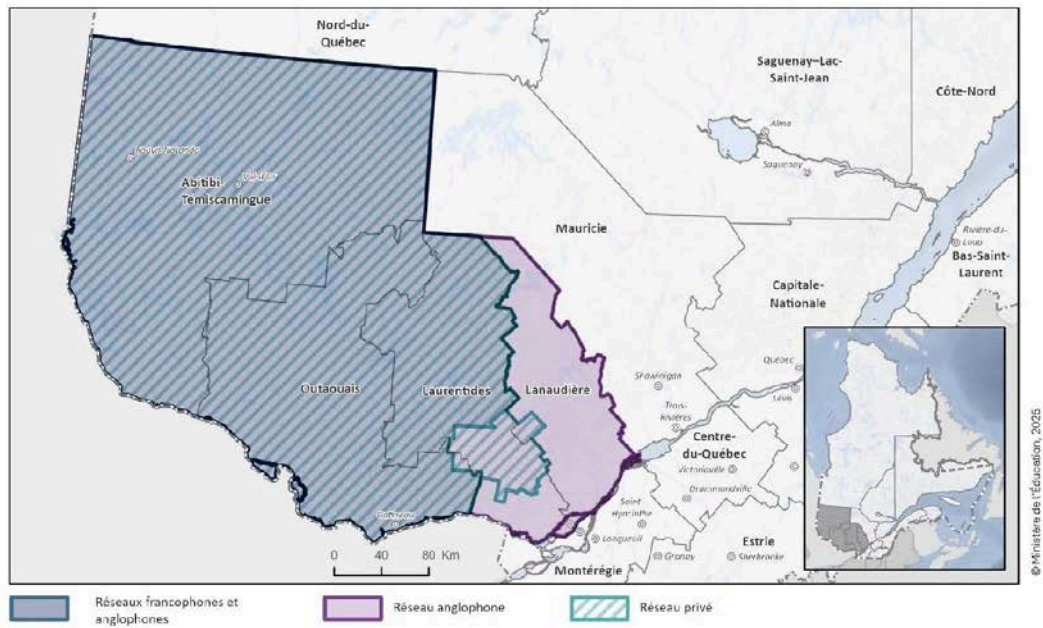 Nord-du-
Québec
Saguenay–Lac-
Saint-Jean
Côte-Nord
Alma
Saguenay
Rouyn-Noranda
Val-d'Or
Abitibi-
Témiscamingue
Mauricie
Rivière-du-
Loup
Bas-Saint-
Laurent
Capitale-
Nationale
Québec
Lévis
Outaouais
Laurentides
Lanaudière
Shawinigan
Trois-
Rivières
Centre-
du-Québec
Victoriaville
Drummondville
Saint
Hyacinthe
Gatineau
Longueuil
Granby
Estrie
Sherbrooke
Montérégie
0 40 80 Km
© Ministère de l'Éducation, 2025
Réseaux francophones et
anglophones
Réseau anglophone
Réseau privé